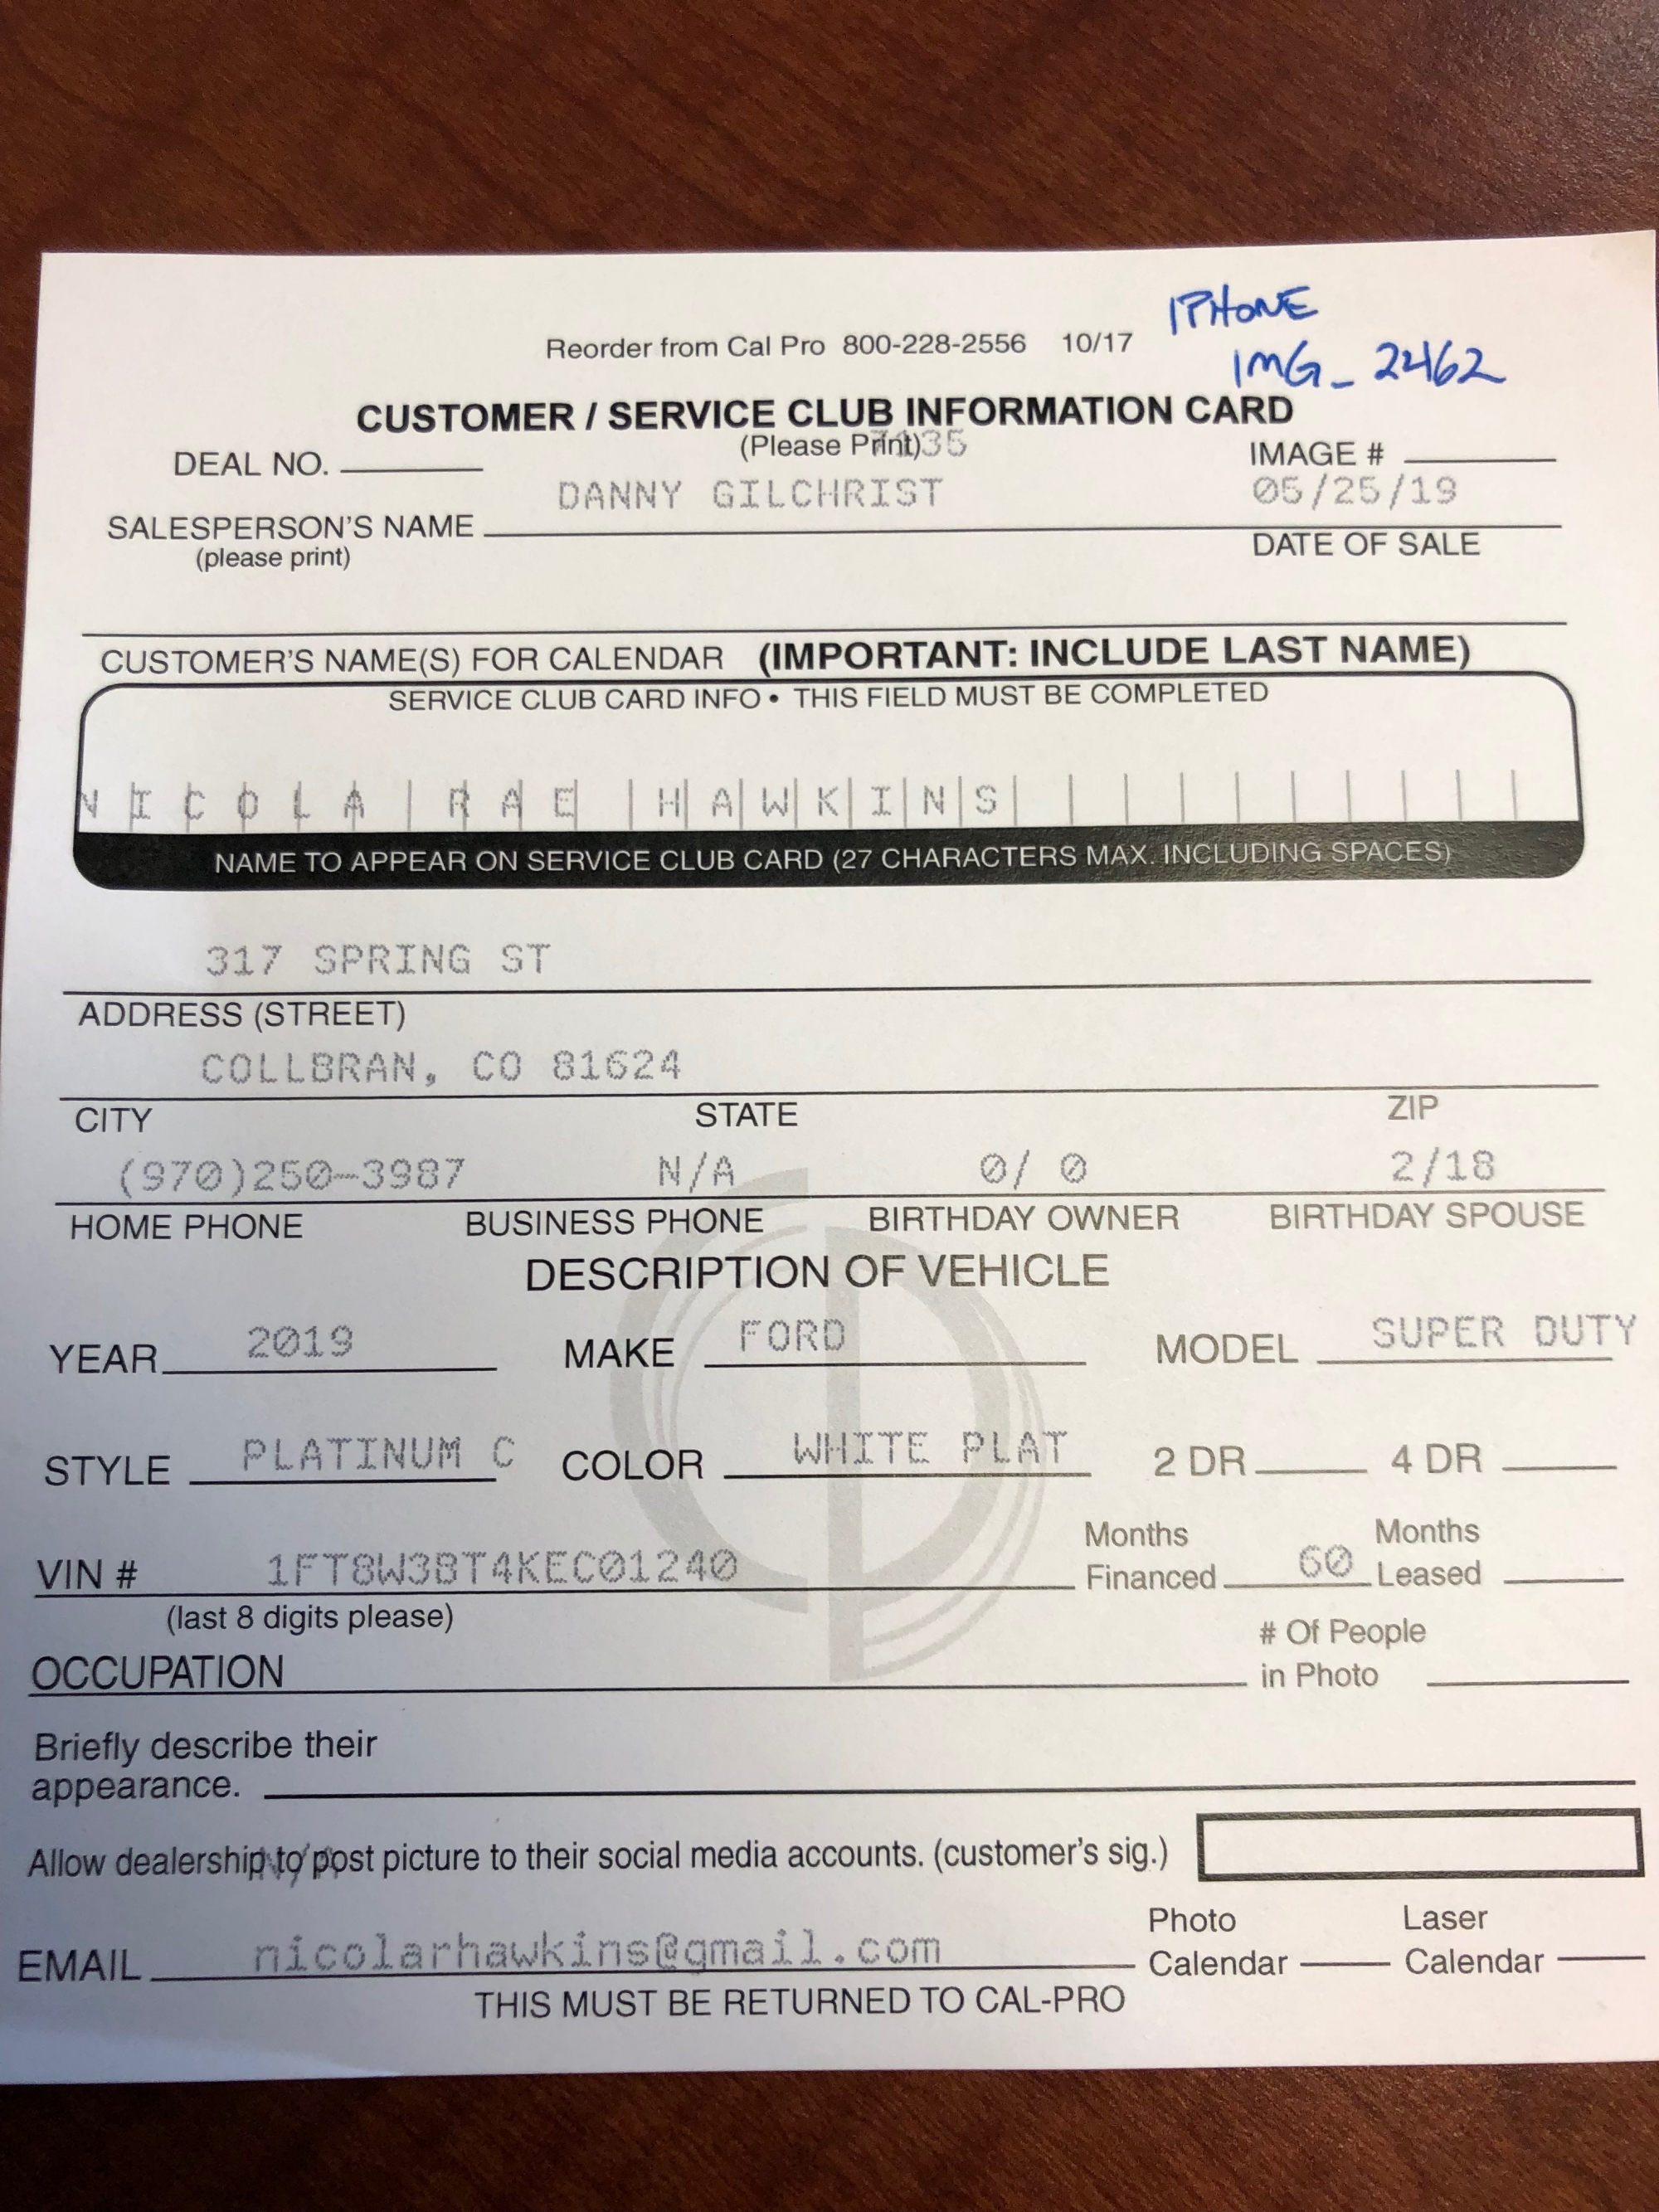 IPHONE
Reorder from Cal Pro 800-228-2556 10/17
IMG_2462
CUSTOMER / SERVICE CLUB INFORMATION CARD
(Please Print) 7135
DEAL NO. IMAGE #
DANNY GILCHRIST 05/25/19
SALESPERSON'S NAME DATE OF SALE
(please print)
CUSTOMER'S NAME(S) FOR CALENDAR (IMPORTANT: INCLUDE LAST NAME)
SERVICE CLUB CARD INFO • THIS FIELD MUST BE COMPLETED
NICOLA RAE HAWKINS
NAME TO APPEAR ON SERVICE CLUB CARD (27 CHARACTERS MAX. INCLUDING SPACES)
317 SPRING ST
ADDRESS (STREET)
COLLBRAN, CO 81624
CITY STATE ZIP
(970)250-3987 N/A 0/ 0 2/18
HOME PHONE BUSINESS PHONE BIRTHDAY OWNER BIRTHDAY SPOUSE
DESCRIPTION OF VEHICLE
YEAR 2019 MAKE FORD MODEL SUPER DUTY
STYLE PLATINUM C COLOR WHITE PLAT 2 DR 4 DR
Months Months
VIN # 1FT8W3BT4KEC01240 Financed 60 Leased
(last 8 digits please)
# Of People
OCCUPATION in Photo
Briefly describe their
appearance.
Allow dealership to post picture to their social media accounts. (customer's sig.)
N/A
Photo Laser
EMAIL nicolarhawkins@gmail.com Calendar Calendar
THIS MUST BE RETURNED TO CAL-PRO